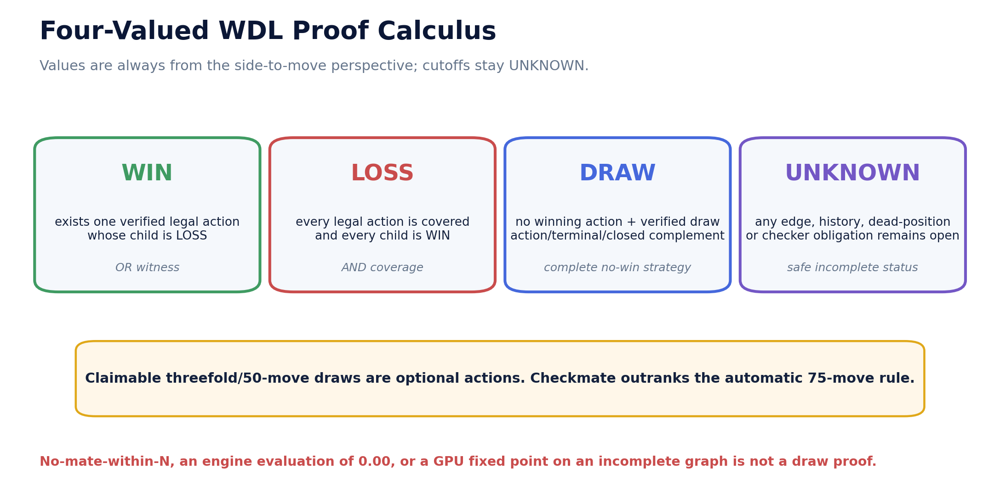 Four-Valued WDL Proof Calculus
Values are always from the side-to-move perspective; cutoffs stay UNKNOWN.
WIN
exists one verified legal action
whose child is LOSS
OR witness
LOSS
every legal action is covered
and every child is WIN
AND coverage
DRAW
no winning action + verified draw
action/terminal/closed complement
complete no-win strategy
UNKNOWN
any edge, history, dead-position
or checker obligation remains open
safe incomplete status
Claimable threefold/50-move draws are optional actions. Checkmate outranks the automatic 75-move rule.
No-mate-within-N, an engine evaluation of 0.00, or a GPU fixed point on an incomplete graph is not a draw proof.